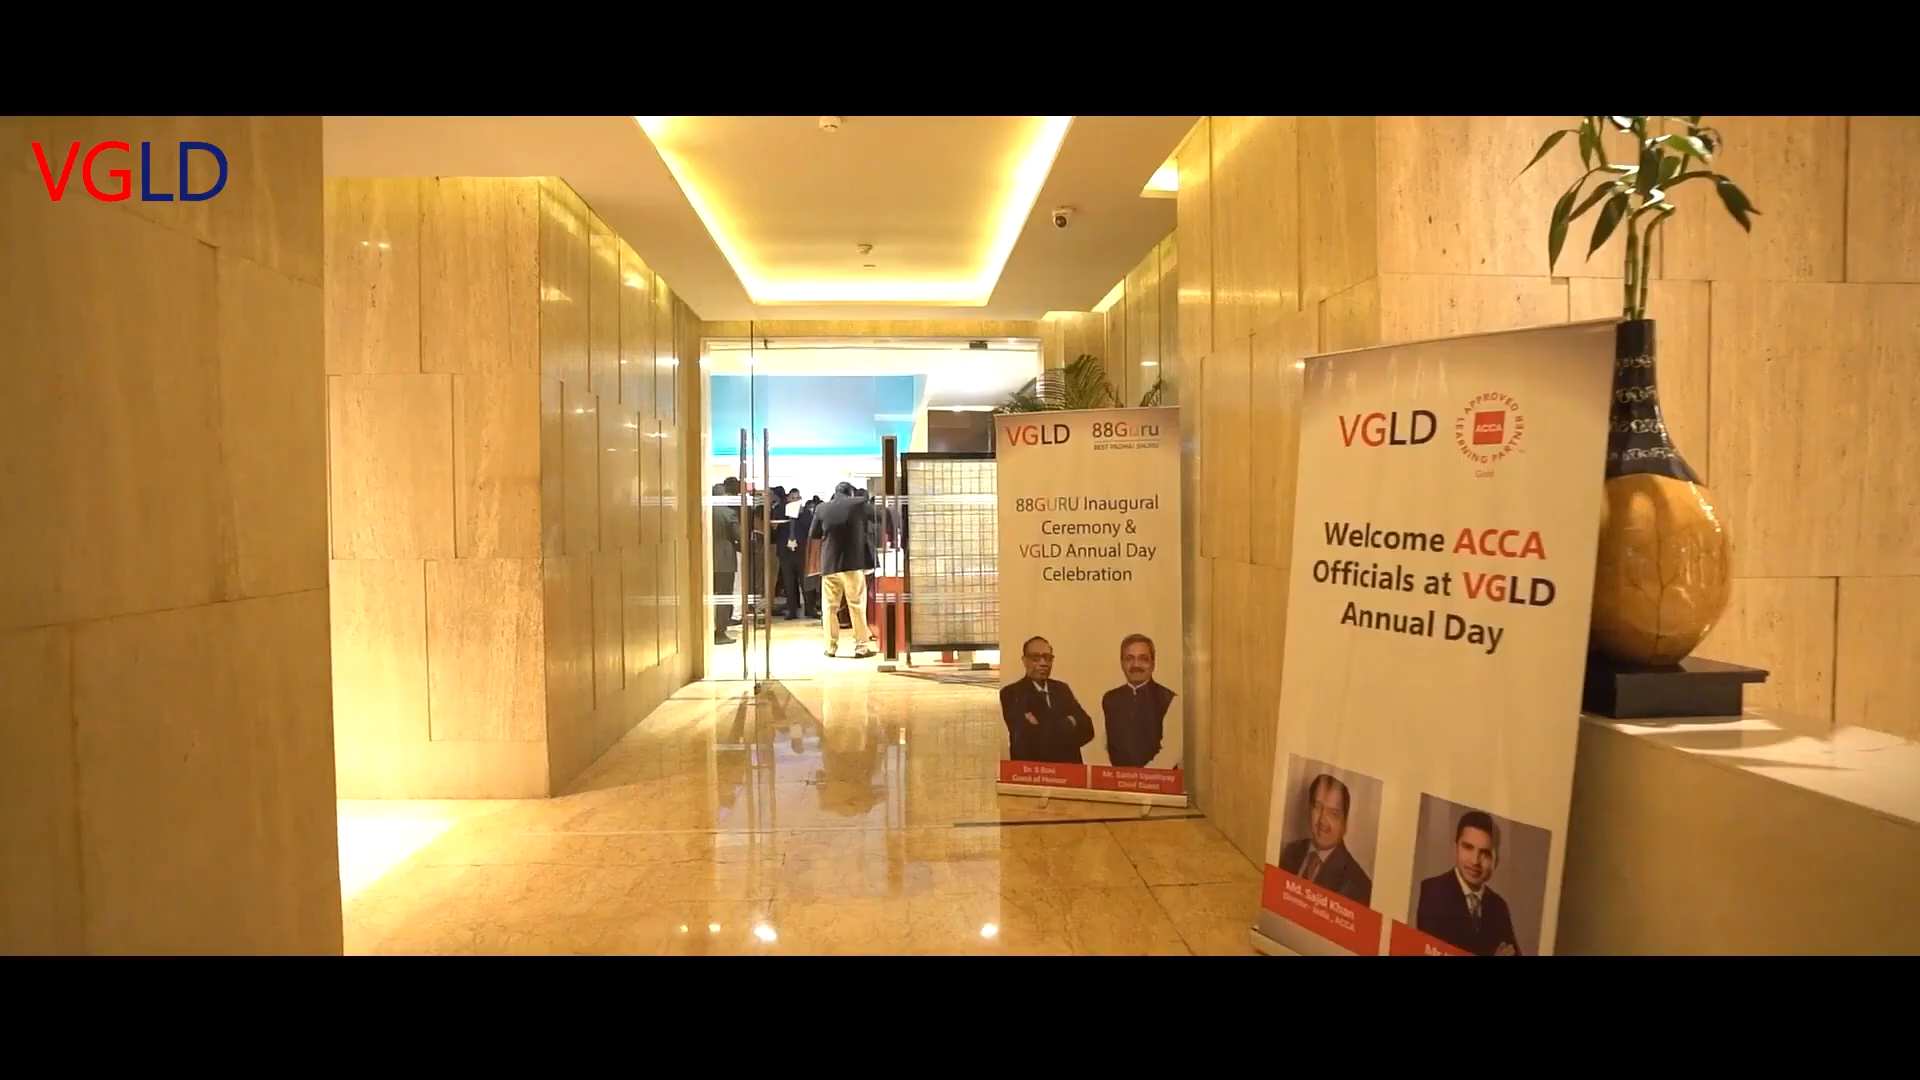 VGLD
VGLD 88Guru
BEST PADHAI SHURU
88GURU Inaugural
Ceremony &
VGLD Annual Day
Celebration
Dr. S Ravi
Guest of Honour
Mr. Satish Upadhyay
Chief Guest
VGLD
APPROVED
LEARNING PARTNER
ACCA
Gold
Welcome ACCA
Officials at VGLD
Annual Day
Md. Sajid Khan
Director - India, ACCA